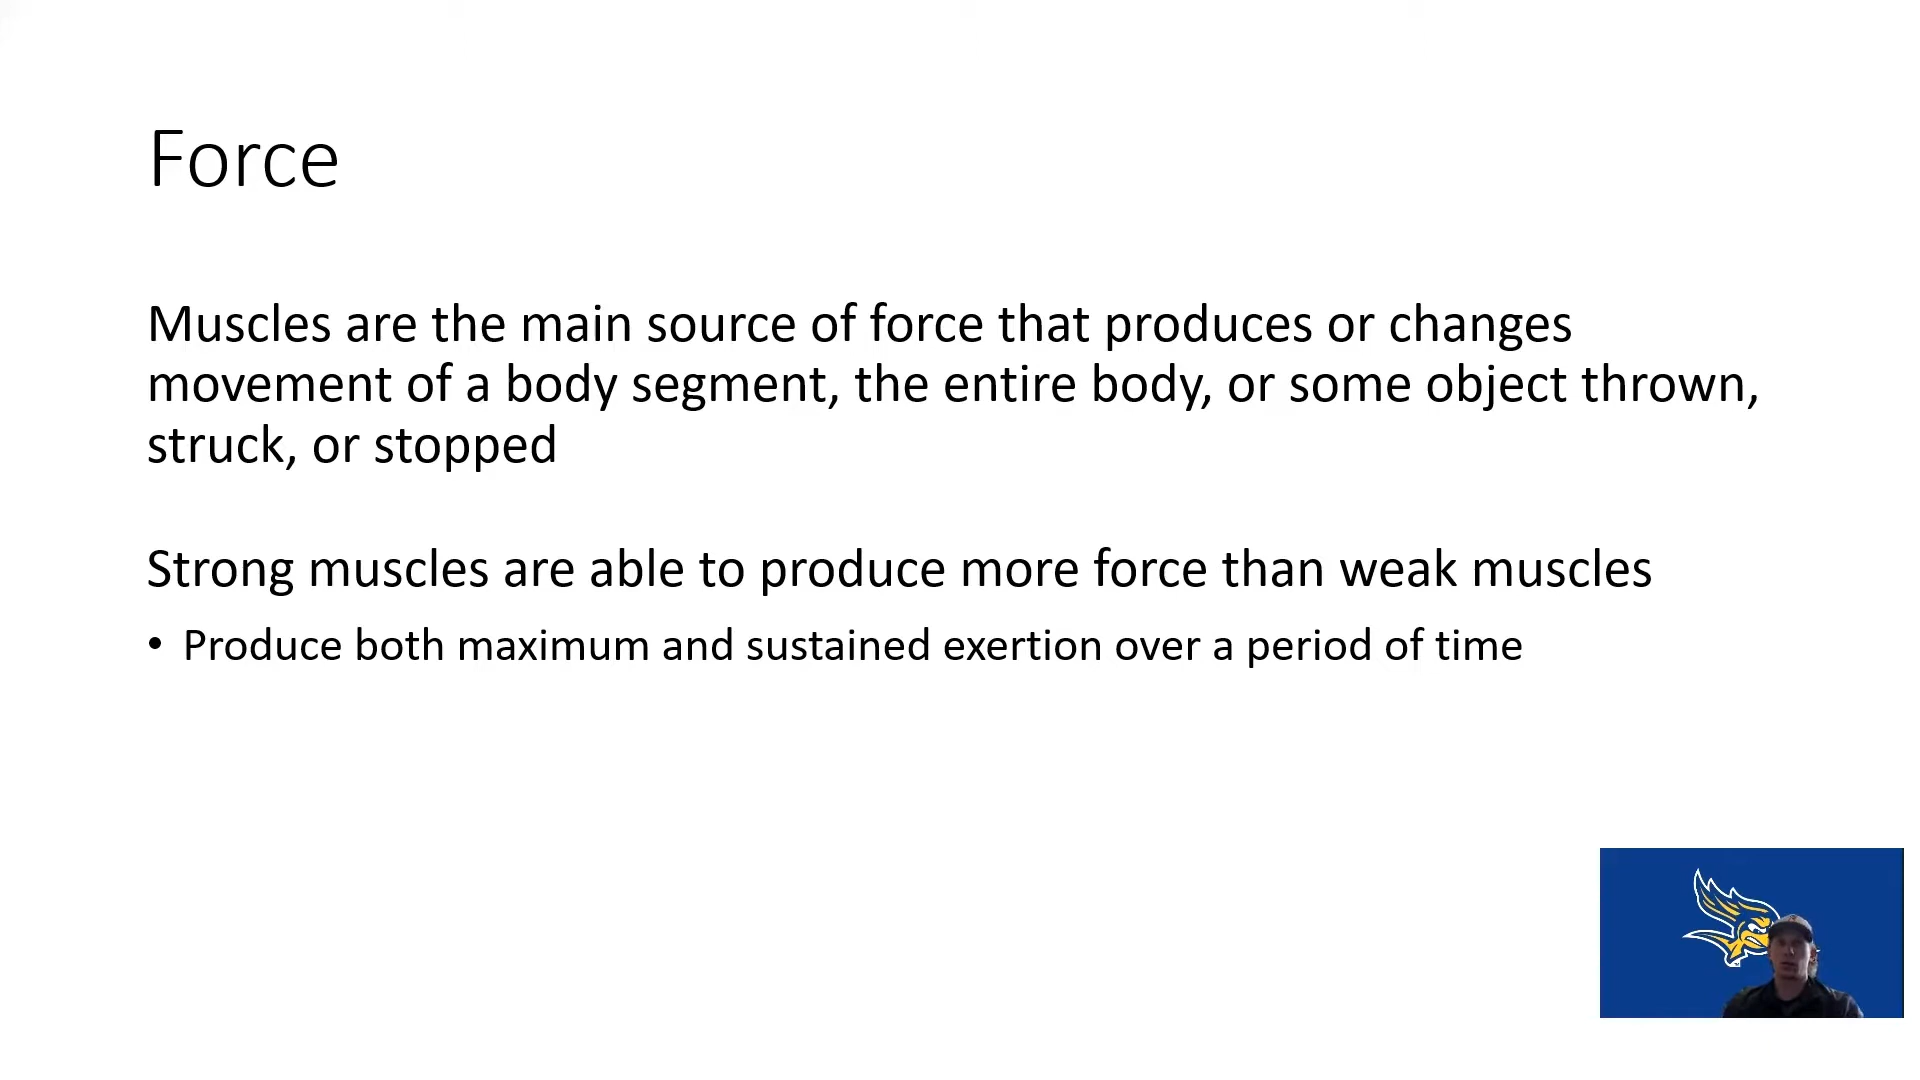 Force
Muscles are the main source of force that produces or changes
movement of a body segment, the entire body, or some object thrown,
struck, or stopped
Strong muscles are able to produce more force than weak muscles
• Produce both maximum and sustained exertion over a period of time